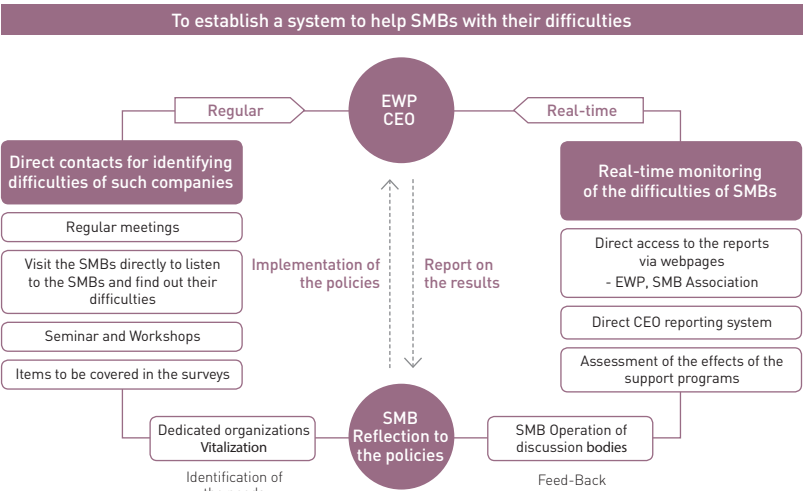 To establish a system to help SMBs with their difficulties
EWP
CEO
Regular
Real-time
Direct contacts for identifying
difficulties of such companies
Regular meetings
Visit the SMBs directly to listen
to the SMBs and find out their
difficulties
Seminar and Workshops
Items to be covered in the surveys
Implementation of
the policies
Report on
the results
Real-time monitoring
of the difficulties of SMBs
Direct access to the reports
via webpages
- EWP, SMB Association
Direct CEO reporting system
Assessment of the effects of the
support programs
Dedicated organizations
Vitalization
SMB
Reflection to
the policies
SMB Operation of
discussion bodies
Identification of
Feed-Back